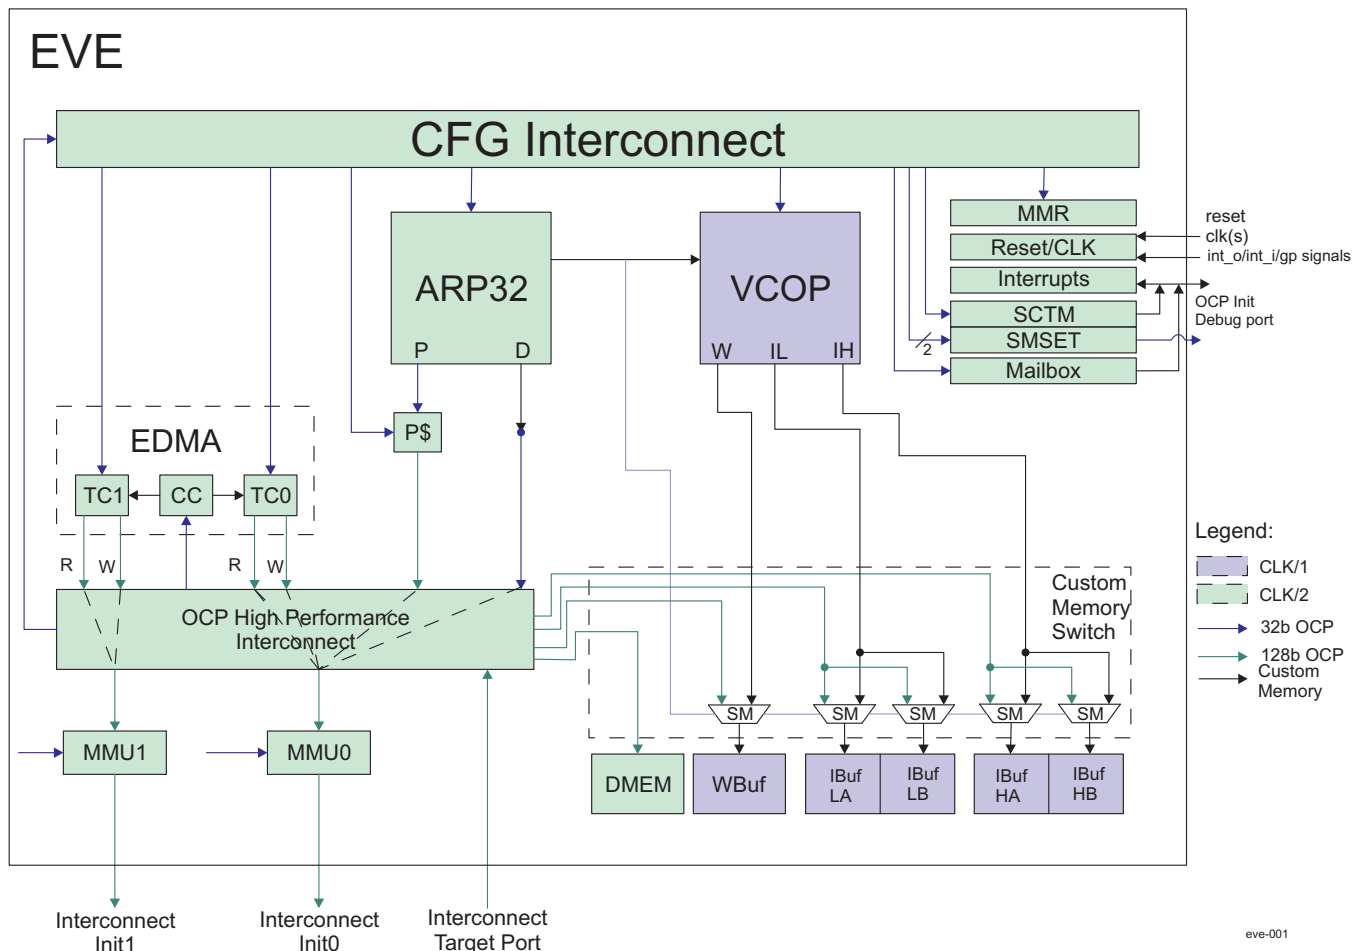 EVE
CFG Interconnect
ARP32
P
D
VCOP
W
IL
IH
MMR
Reset/CLK
Interrupts
SCTM
SMSET
Mailbox
2
reset
clk(s)
int_o/int_i/gp signals
OCP Init
Debug port
P$
EDMA
TC1
CC
TC0
R
W
R
W
OCP High Performance
Interconnect
Custom
Memory
Switch
SM
SM
SM
SM
SM
MMU1
MMU0
DMEM
WBuf
IBuf
LA
IBuf
LB
IBuf
HA
IBuf
HB
Legend:
CLK/1
CLK/2
32b OCP
128b OCP
Custom
Memory
Interconnect
Init1
Interconnect
Init0
Interconnect
Target Port
eve-001